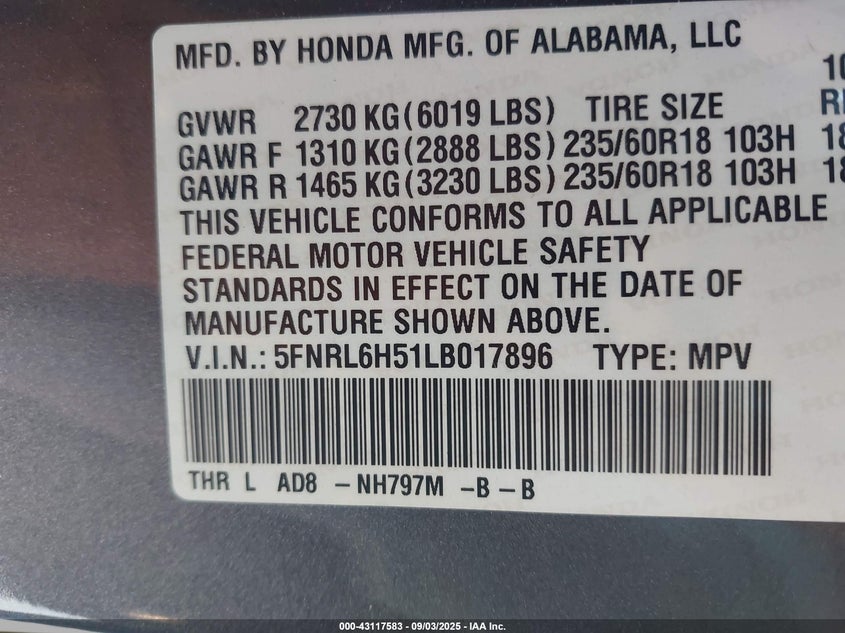 MFD. BY HONDA MFG. OF ALABAMA, LLC
10
GVWR 2730 KG (6019 LBS) TIRE SIZE
GAWR F 1310 KG (2888 LBS) 235/60R18 103H 18
GAWR R 1465 KG (3230 LBS) 235/60R18 103H 18
THIS VEHICLE CONFORMS TO ALL APPLICABLE
FEDERAL MOTOR VEHICLE SAFETY
STANDARDS IN EFFECT ON THE DATE OF
MANUFACTURE SHOWN ABOVE.
V.I.N.: 5FNRL6H51LB017896 TYPE: MPV
THR L AD8 - NH797M - B - B
000-43117583 - 09/03/2025 - IAA Inc.